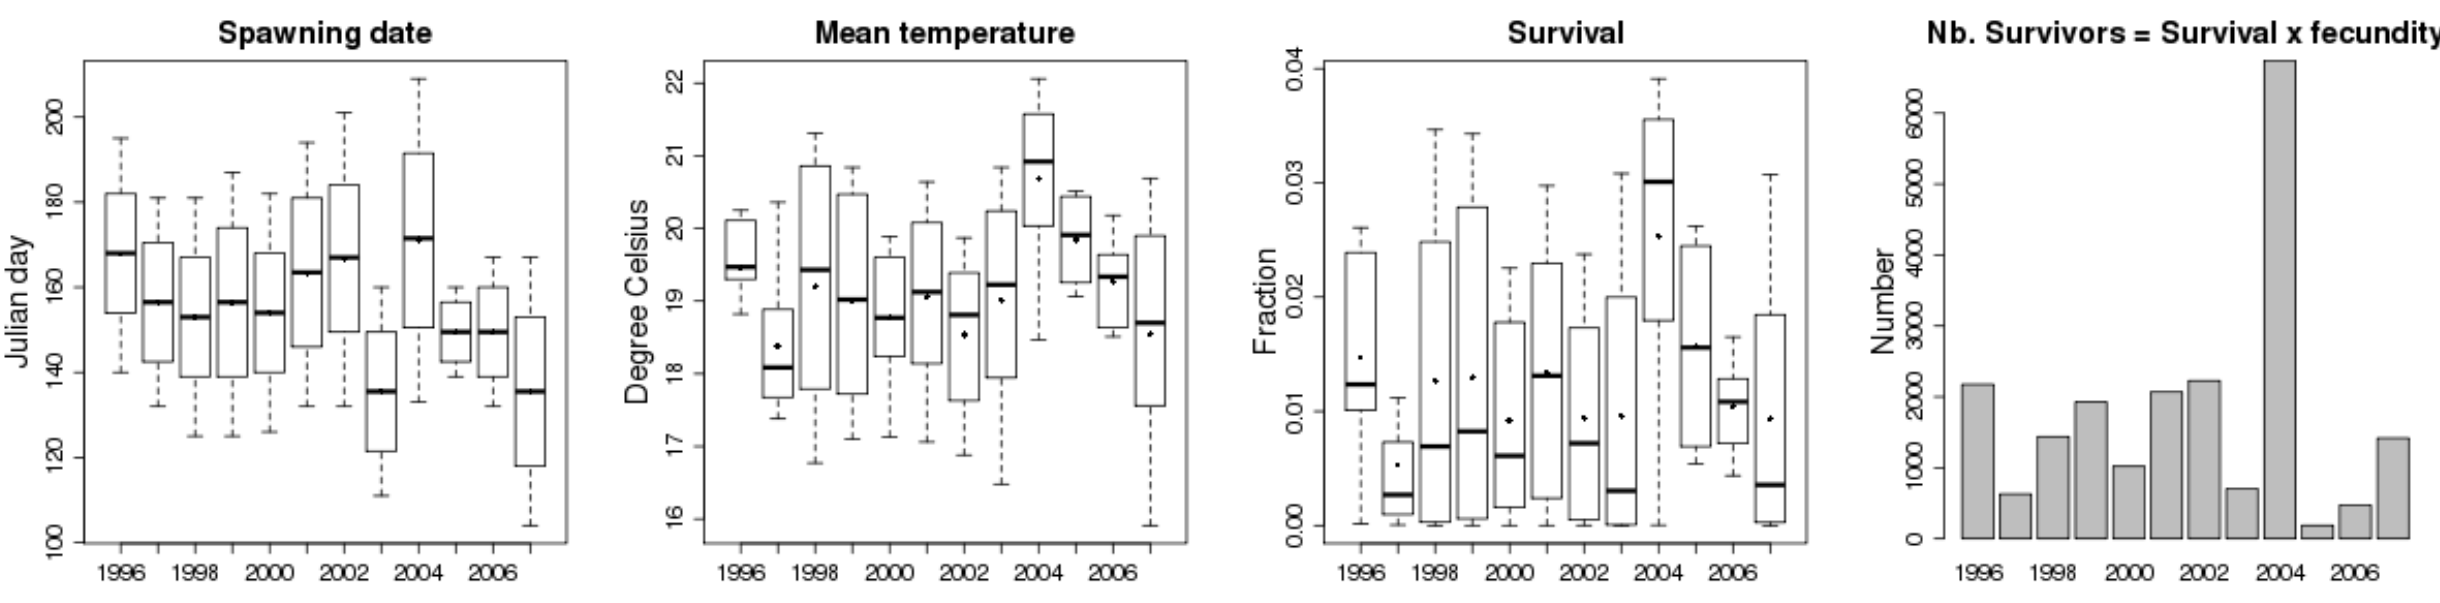 Spawning date
Julian day
200
180
160
140
120
100
1996 1998 2000 2002 2004 2006
Mean temperature
Degree Celsius
22
21
20
19
18
17
16
1996 1998 2000 2002 2004 2006
Survival
Fraction
0.04
0.03
0.02
0.01
0.00
1996 1998 2000 2002 2004 2006
Nb. Survivors = Survival x fecundity
Number
6000
5000
4000
3000
2000
1000
0
1996 1998 2000 2002 2004 2006